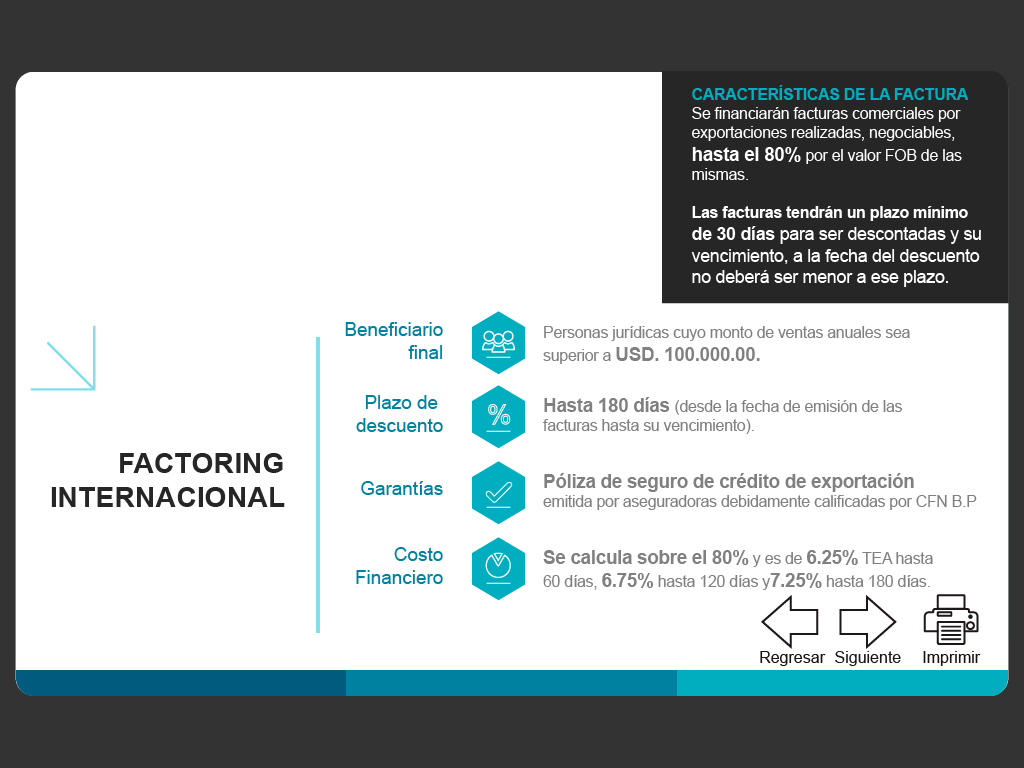 CARACTERÍSTICAS DE LA FACTURA
Se financiarán facturas comerciales por
exportaciones realizadas, negociables,
hasta el 80% por el valor FOB de las
mismas.
Las facturas tendrán un plazo mínimo
de 30 días para ser descontadas y su
vencimiento, a la fecha del descuento
no deberá ser menor a ese plazo.
FACTORING
INTERNACIONAL
Beneficiario
final
Personas jurídicas cuyo monto de ventas anuales sea
superior a USD. 100.000.00.
Plazo de
descuento
%
Hasta 180 días (desde la fecha de emisión de las
facturas hasta su vencimiento).
Garantías
Póliza de seguro de crédito de exportación
emitida por aseguradoras debidamente calificadas por CFN B.P
Costo
Financiero
Se calcula sobre el 80% y es de 6.25% TEA hasta
60 días, 6.75% hasta 120 días y7.25% hasta 180 días.
Regresar Siguiente Imprimir